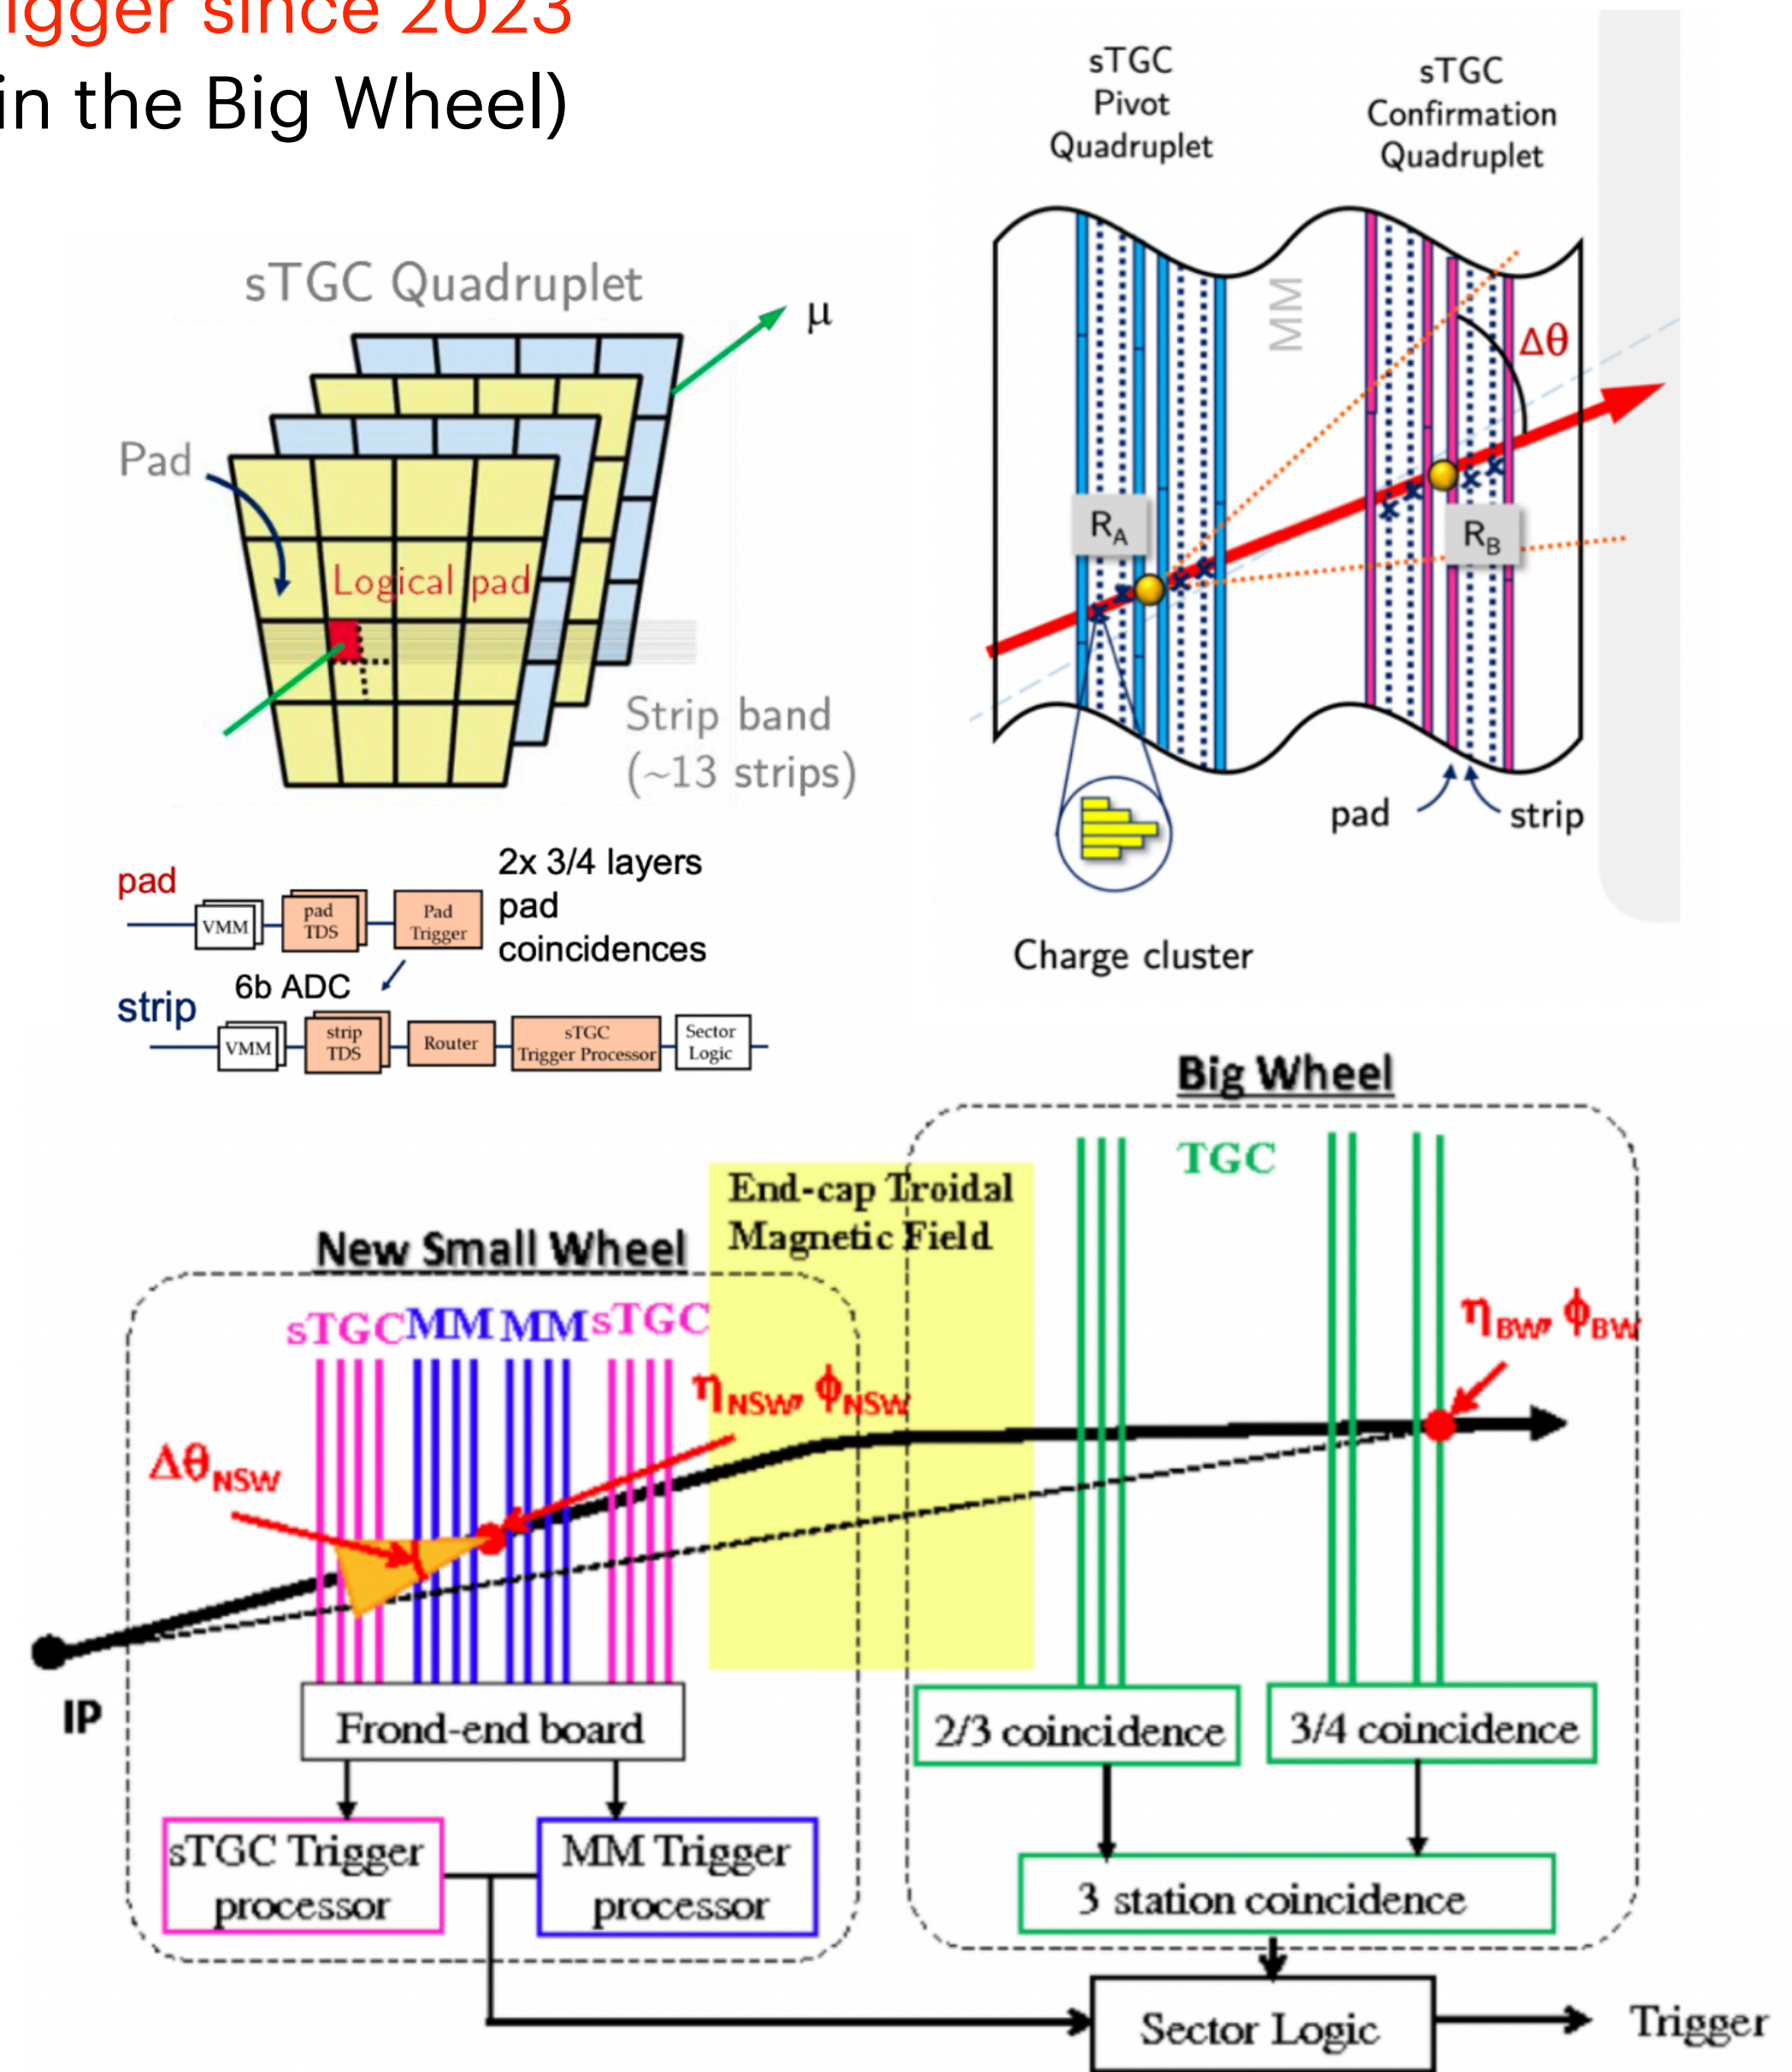 igger since 2023
in the Big Wheel)
sTGC
Pivot
Quadruplet
sTGC
Confirmation
Quadruplet
sTGC Quadruplet
μ
Pad
Logical pad
Strip band
(~13 strips)
MM
Δθ
R_A
R_B
pad
strip
Charge cluster
pad
VMM
pad
TDS
Pad
Trigger
2x 3/4 layers
pad
coincidences
6b ADC
strip
VMM
strip
TDS
Router
sTGC
Trigger Processor
Sector
Logic
Big Wheel
TGC
End-cap Troidal
Magnetic Field
New Small Wheel
sTGC MM MM sTGC
η_BW, ϕ_BW
η_NSW, ϕ_NSW
Δθ_NSW
IP
Frond-end board
2/3 coincidence
3/4 coincidence
sTGC Trigger
processor
MM Trigger
processor
3 station coincidence
Sector Logic
Trigger